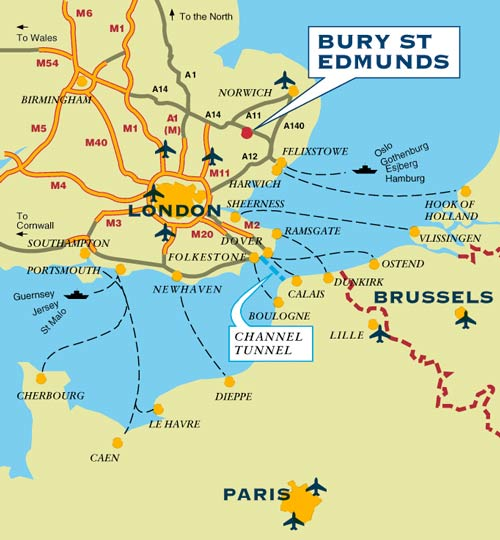 M6
M1
To the North
To Wales
BURY ST
EDMUNDS
M54
A1
A14
NORWICH
BIRMINGHAM
A14
A11
A1
(M)
A140
M5
M1
M40
A12
FELIXSTOWE
Oslo
Gothenburg
Esjberg
Hamburg
M11
HARWICH
M4
SHEERNESS
HOOK OF
HOLLAND
LONDON
To
Cornwall
M3
M2
M20
RAMSGATE
VLISSINGEN
SOUTHAMPTON
DOVER
PORTSMOUTH
FOLKESTONE
OSTEND
NEWHAVEN
DUNKIRK
CALAIS
Guernsey
Jersey
St Malo
BRUSSELS
BOULOGNE
CHANNEL
TUNNEL
LILLE
CHERBOURG
DIEPPE
LE HAVRE
CAEN
PARIS